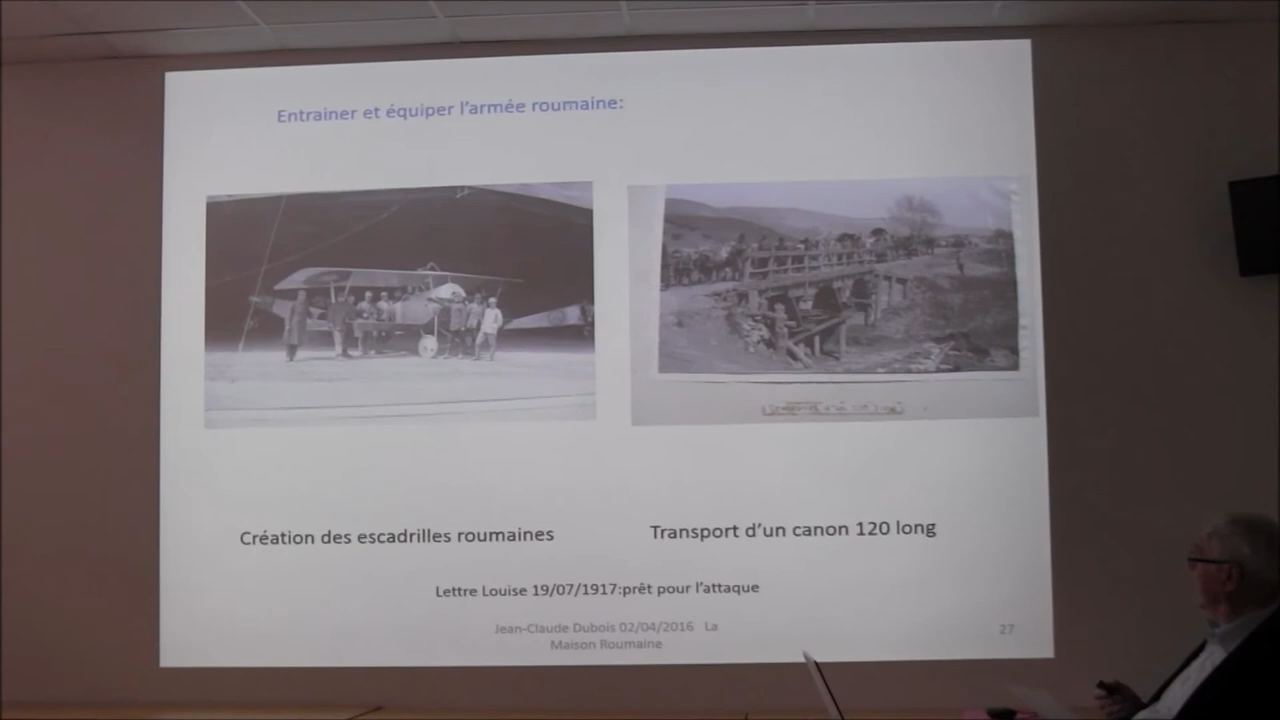 Entrainer et équiper l'armée roumaine:
Création des escadrilles roumaines
Transport d'un canon 120 long
Lettre Louise 19/07/1917:prêt pour l'attaque
Jean-Claude Dubois 02/04/2016 La
Maison Roumaine
27